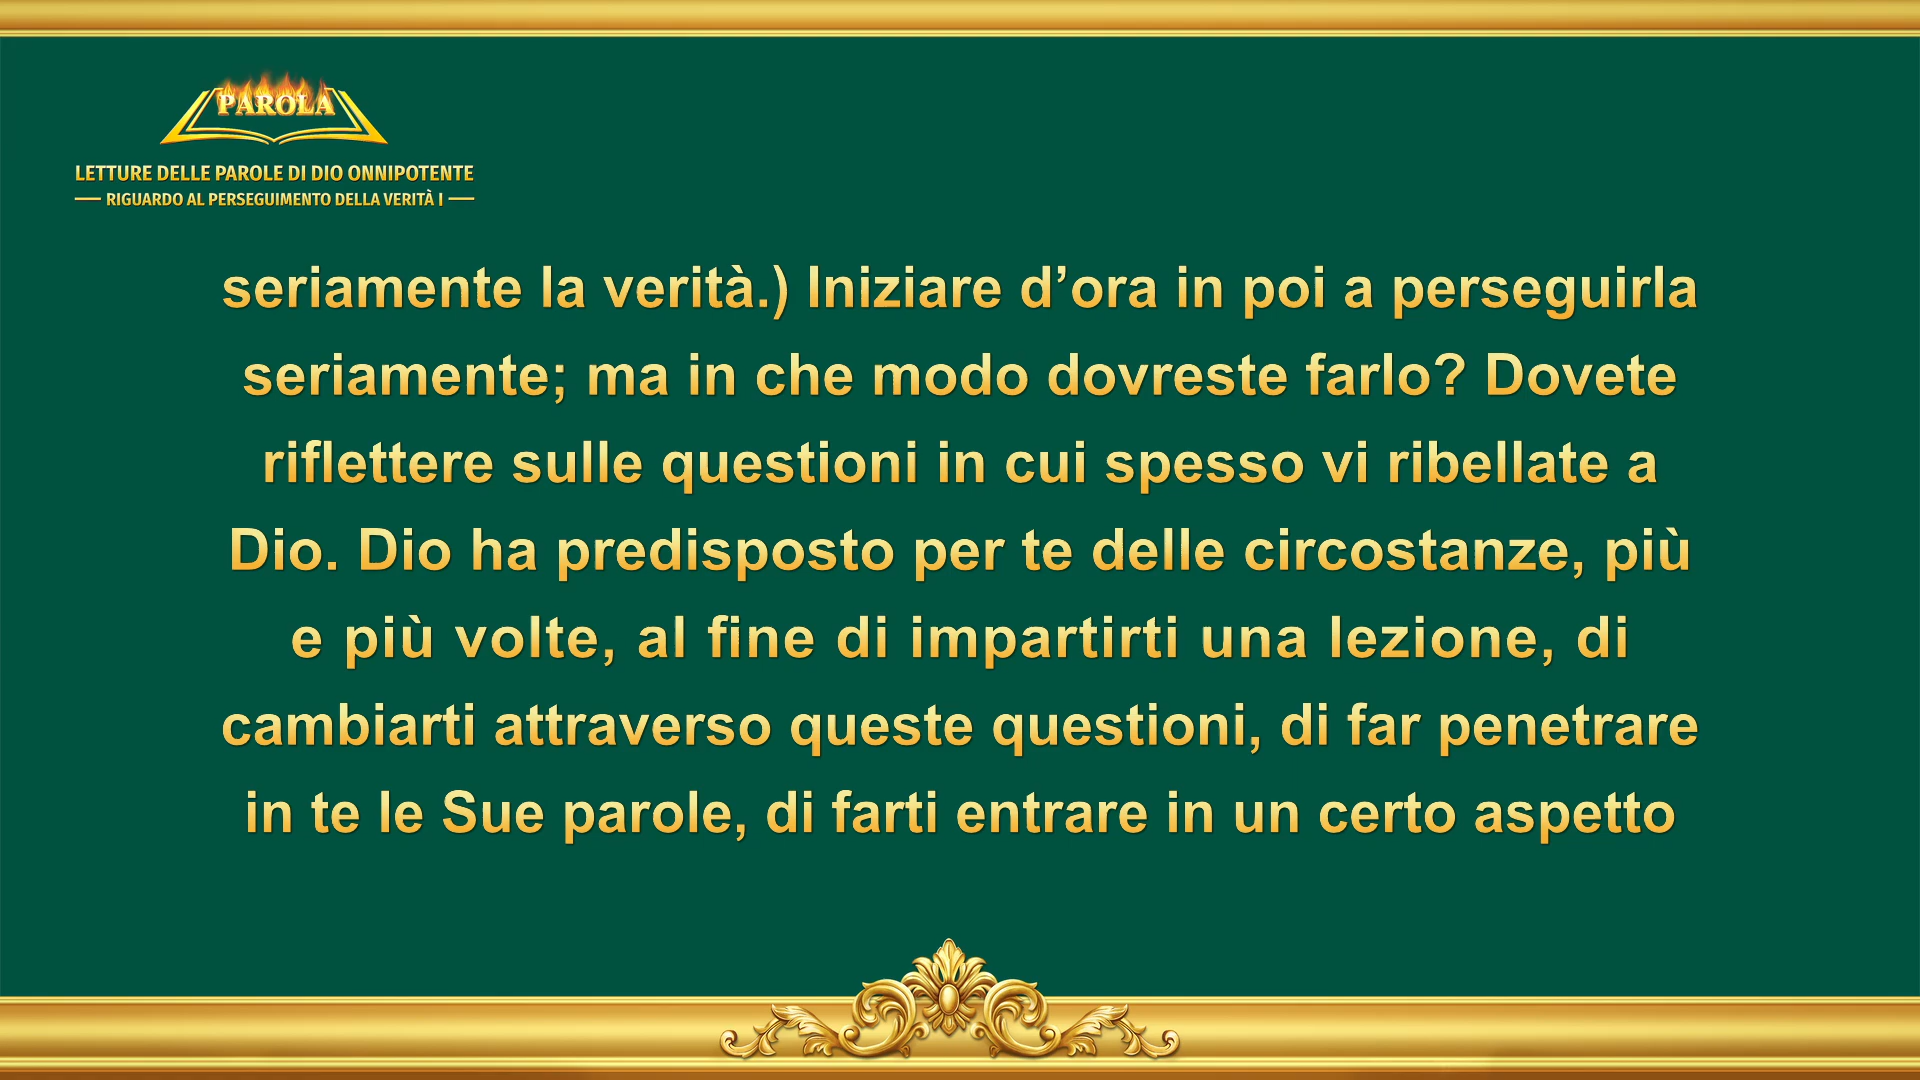 PAROLA
LETTURE DELLE PAROLE DI DIO ONNIPOTENTE
RIGUARDO AL PERSEGUIMENTO DELLA VERITÀ I
seriamente la verità.) Iniziare d’ora in poi a perseguirla
seriamente; ma in che modo dovreste farlo? Dovete
riflettere sulle questioni in cui spesso vi ribellate a
Dio. Dio ha predisposto per te delle circostanze, più
e più volte, al fine di impartirti una lezione, di
cambiarti attraverso queste questioni, di far penetrare
in te le Sue parole, di farti entrare in un certo aspetto